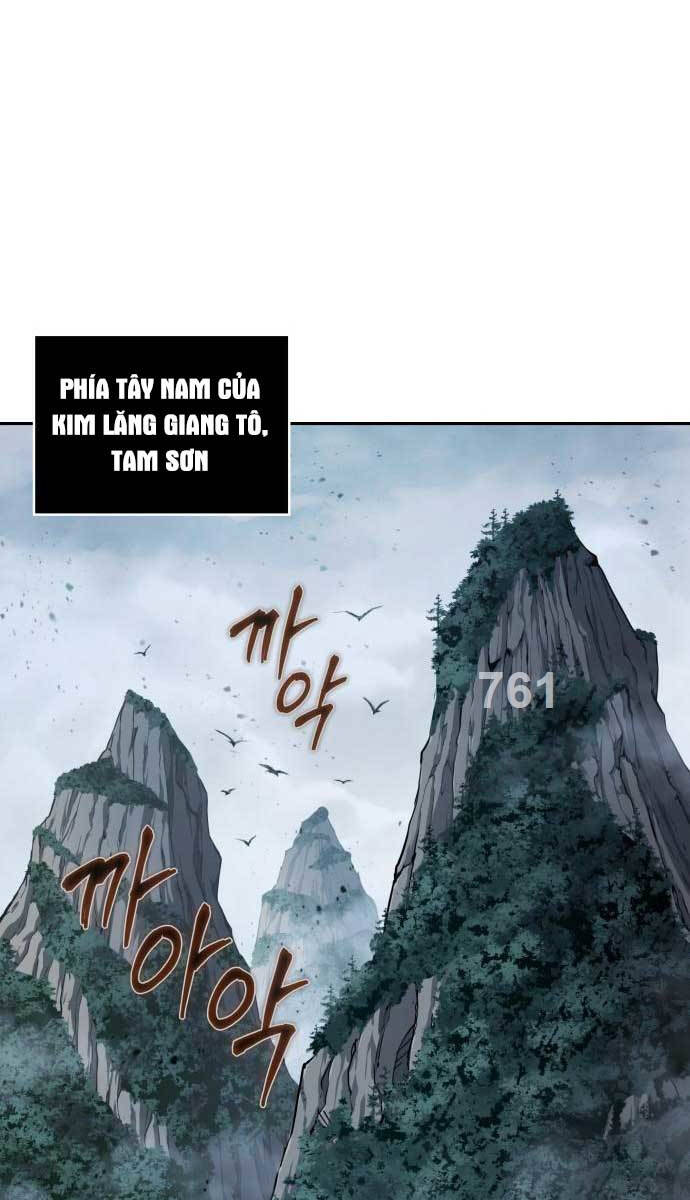 PHÍA TÂY NAM CỦA
KIM LĂNG GIANG TÔ,
TAM SƠN
까
악
761
까
아
악